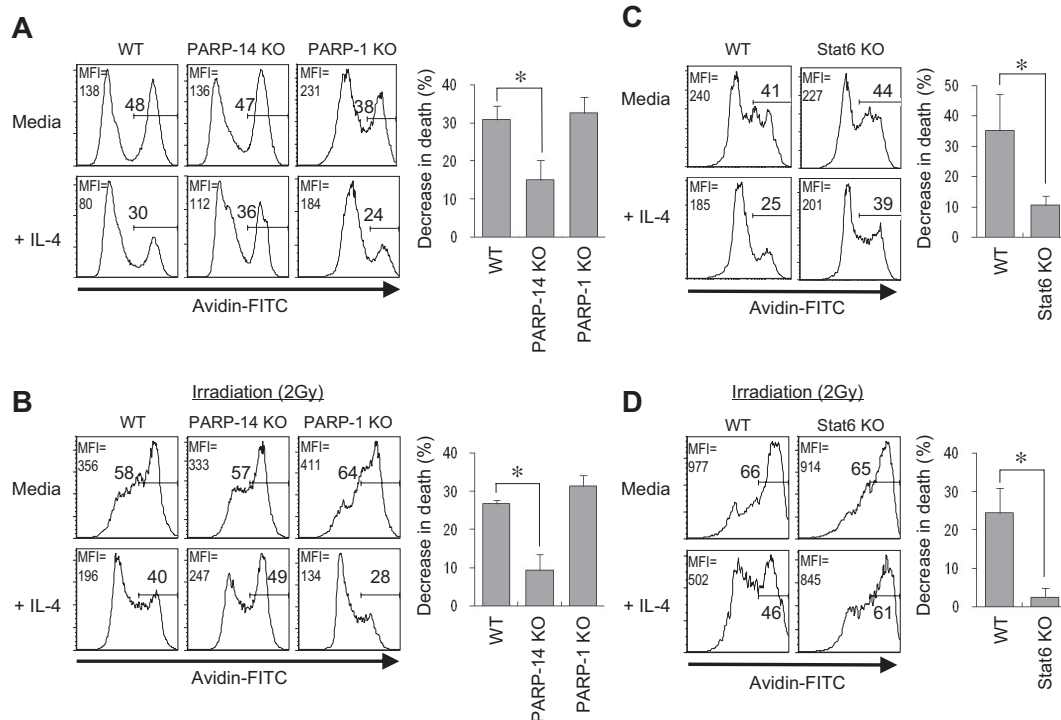 A
WT PARP-14 KO PARP-1 KO
Media
MFI= 138 48
MFI= 136 47
MFI= 231 38
+ IL-4
MFI= 80 30
MFI= 112 36
MFI= 184 24
Avidin-FITC
Decrease in death (%)
40
30
20
10
0
*
WT
PARP-14 KO
PARP-1 KO
C
WT Stat6 KO
Media
MFI= 240 41
MFI= 227 44
+ IL-4
MFI= 185 25
MFI= 201 39
Avidin-FITC
Decrease in death (%)
50
40
30
20
10
0
*
WT
Stat6 KO
B
Irradiation (2Gy)
WT PARP-14 KO PARP-1 KO
Media
MFI= 356 58
MFI= 333 57
MFI= 411 64
+ IL-4
MFI= 196 40
MFI= 247 49
MFI= 134 28
Avidin-FITC
Decrease in death (%)
40
30
20
10
0
*
WT
PARP-14 KO
PARP-1 KO
D
Irradiation (2Gy)
WT Stat6 KO
Media
MFI= 977 66
MFI= 914 65
+ IL-4
MFI= 502 46
MFI= 845 61
Avidin-FITC
Decrease in death (%)
40
30
20
10
0
*
WT
Stat6 KO